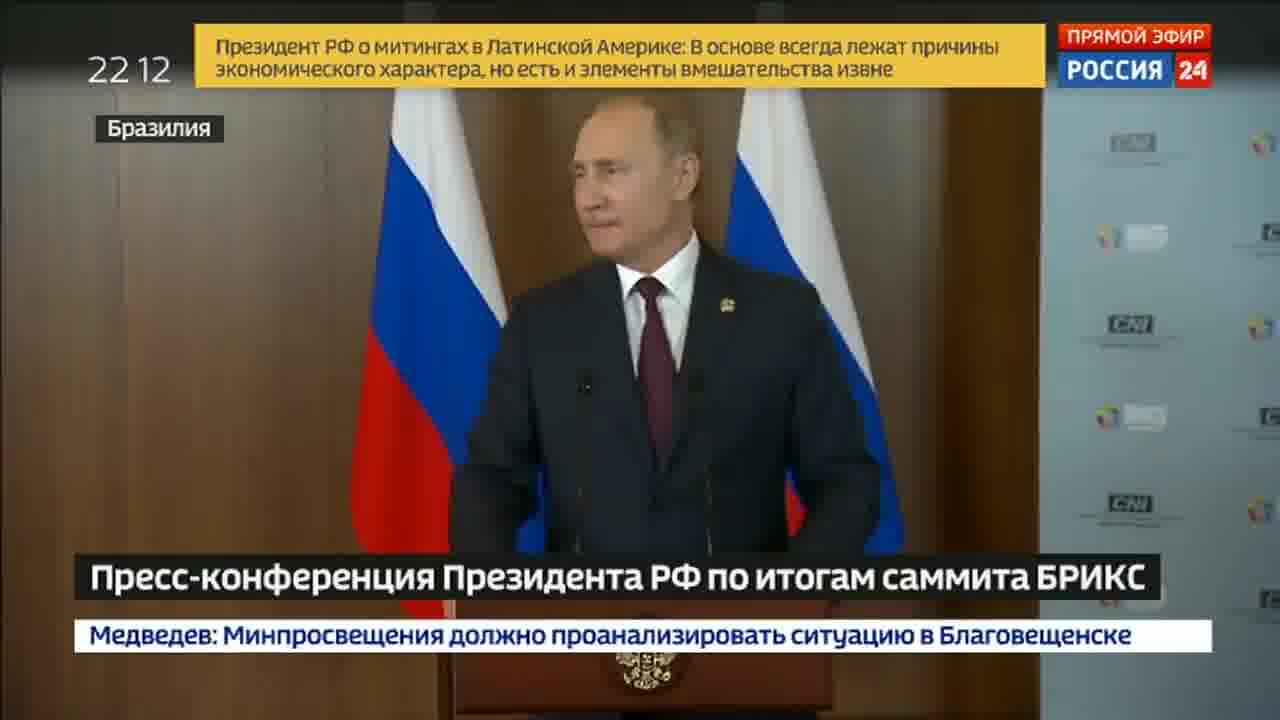 22 12
Президент РФ о митингах в Латинской Америке: В основе всегда лежат причины
экономического характера, но есть и элементы вмешательства извне
ПРЯМОЙ ЭФИР
РОССИЯ 24
Бразилия
CNI
CNI
CNI
Пресс-конференция Президента РФ по итогам саммита БРИКС
Медведев: Минпросвещения должно проанализировать ситуацию в Благовещенске